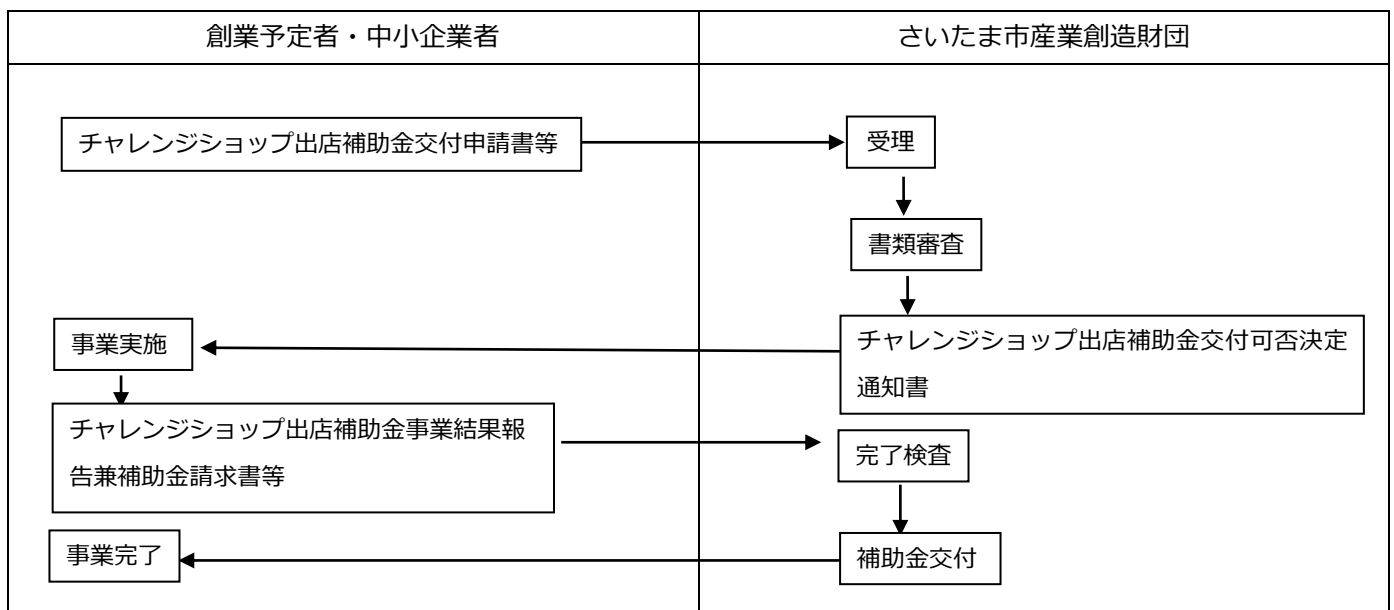 創業予定者・中小企業者
さいたま市産業創造財団
チャレンジショップ出店補助金交付申請書等
受理
書類審査
チャレンジショップ出店補助金交付可否決定
通知書
事業実施
チャレンジショップ出店補助金事業結果報
告兼補助金請求書等
完了検査
補助金交付
事業完了